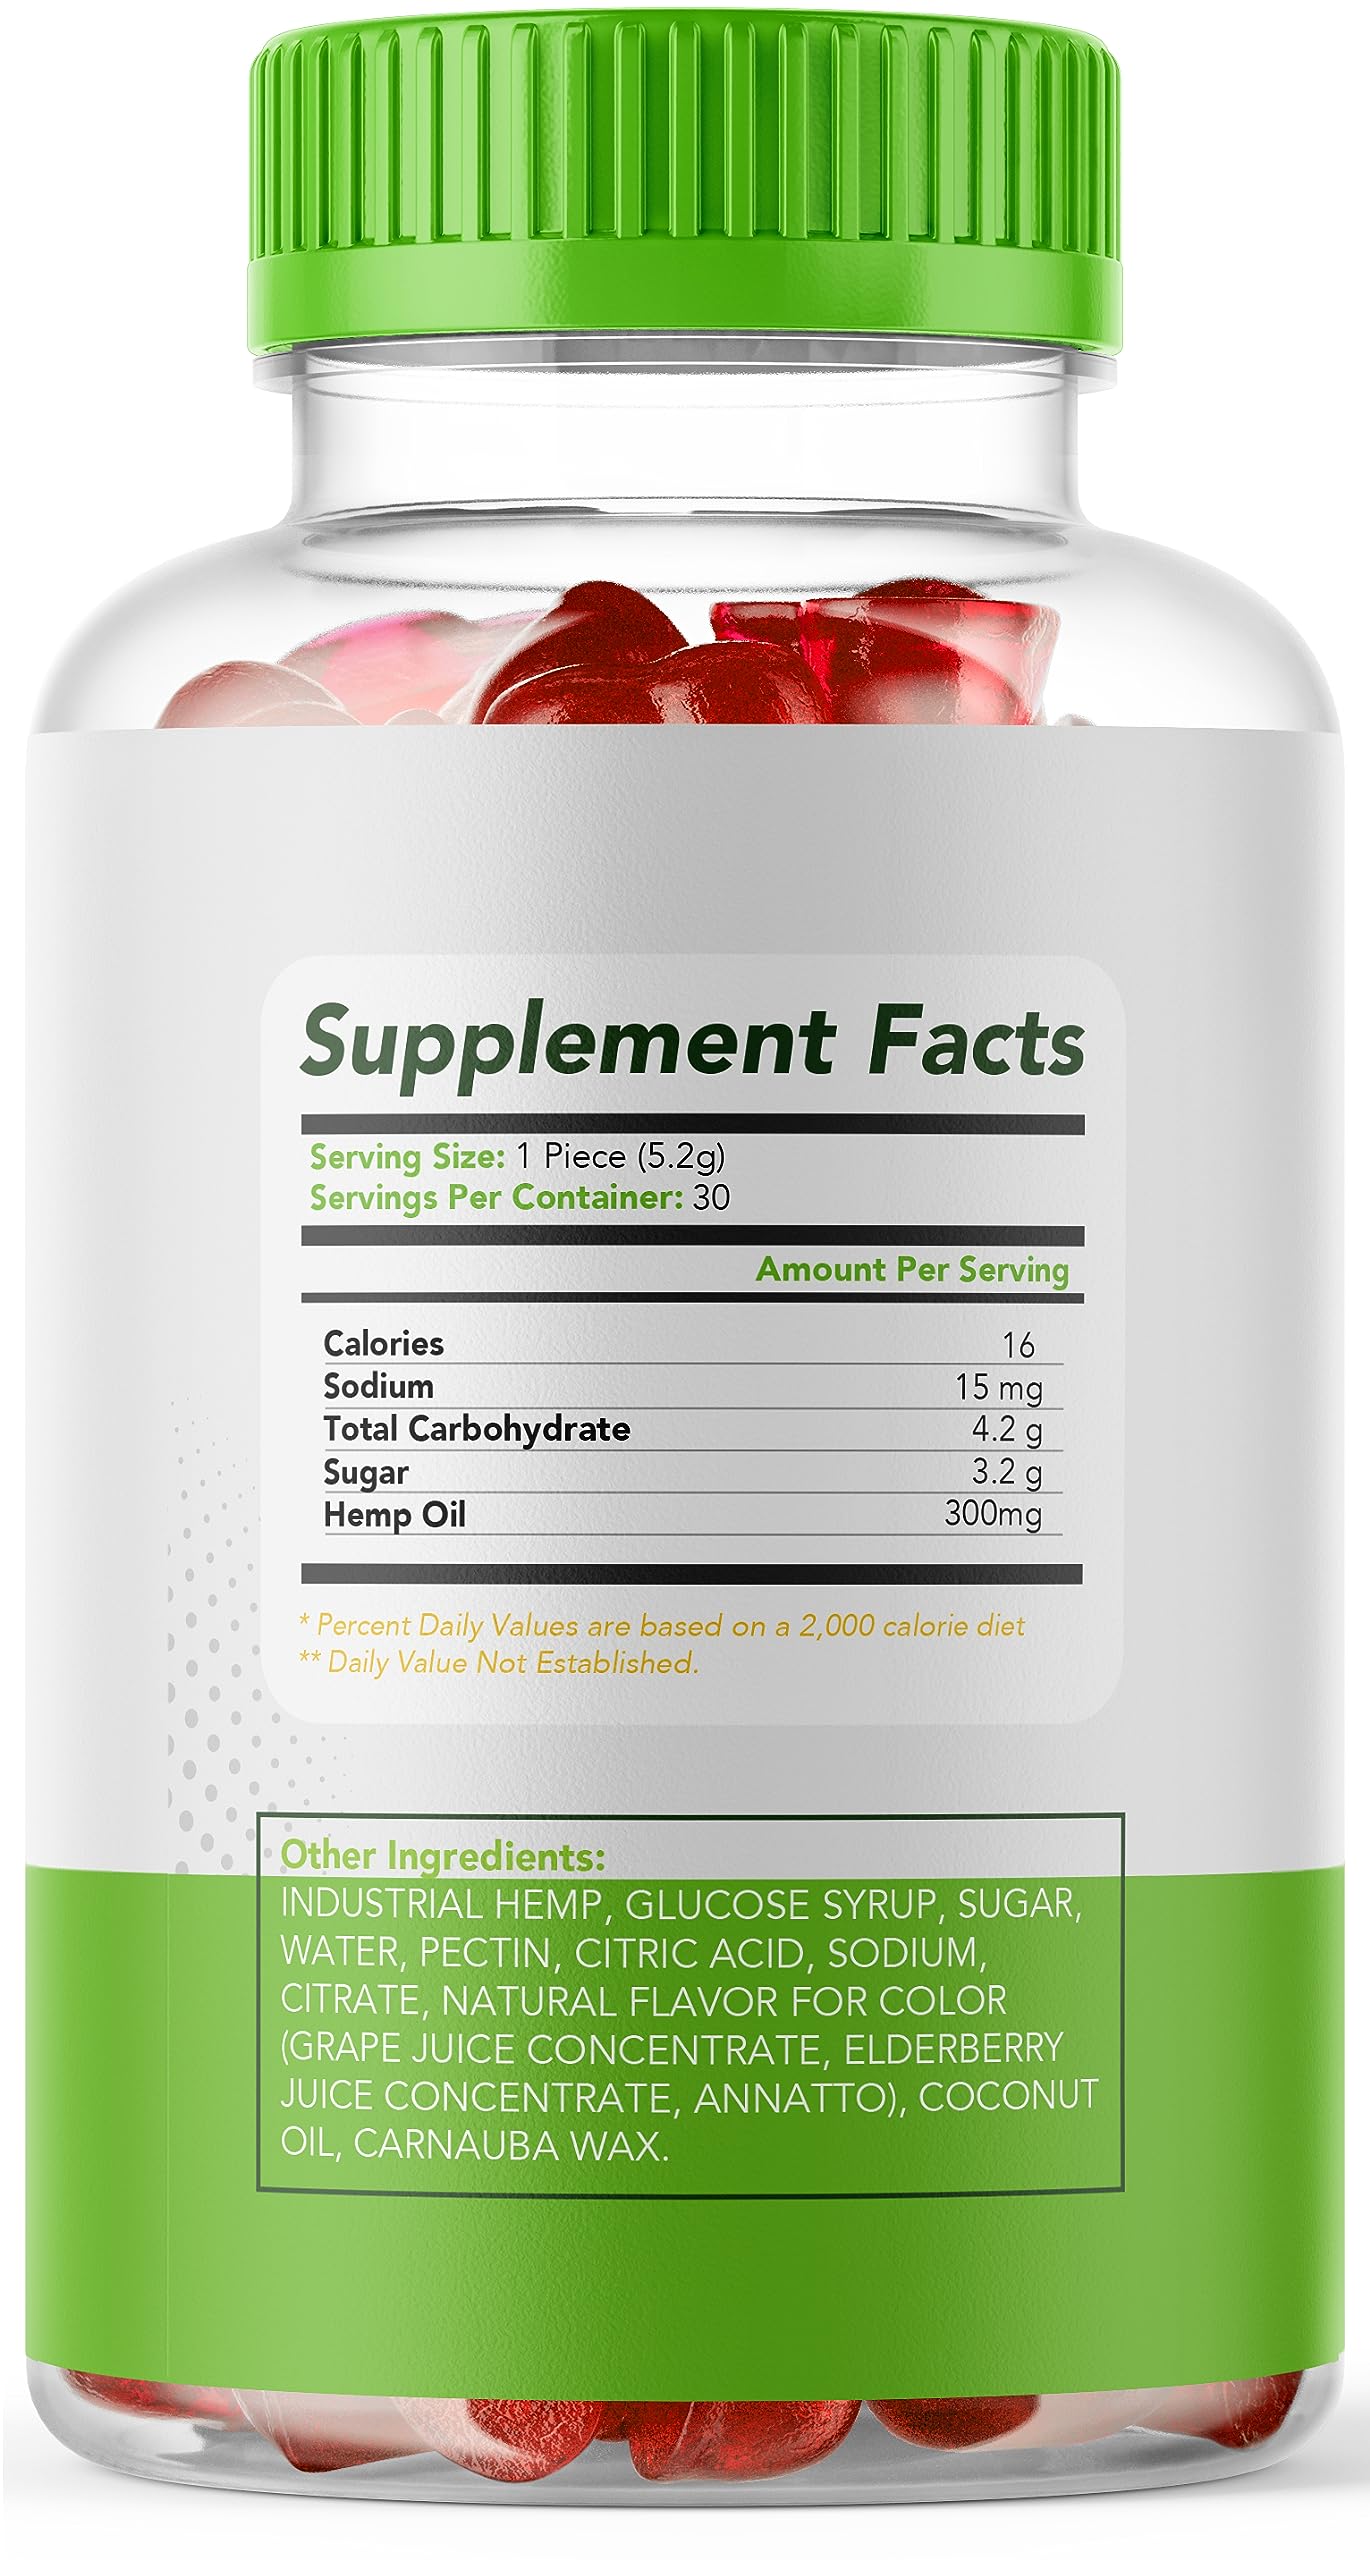 Supplement Facts
Serving Size: 1 Piece (5.2g)
Servings Per Container: 30
Amount Per Serving
Calories 16
Sodium 15 mg
Total Carbohydrate 4.2 g
Sugar 3.2 g
Hemp Oil 300mg
* Percent Daily Values are based on a 2,000 calorie diet
** Daily Value Not Established.
Other Ingredients:
INDUSTRIAL HEMP, GLUCOSE SYRUP, SUGAR,
WATER, PECTIN, CITRIC ACID, SODIUM,
CITRATE, NATURAL FLAVOR FOR COLOR
(GRAPE JUICE CONCENTRATE, ELDERBERRY
JUICE CONCENTRATE, ANNATTO), COCONUT
OIL, CARNAUBA WAX.